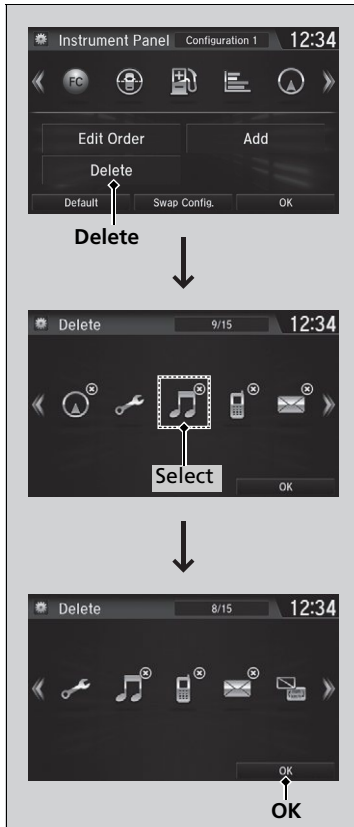 Instrument Panel Configuration 1 12:34
FC
Edit Order Add
Delete
Default Swap Config. OK
Delete
Delete 9/15 12:34
Select
OK
Delete 8/15 12:34
OK
OK